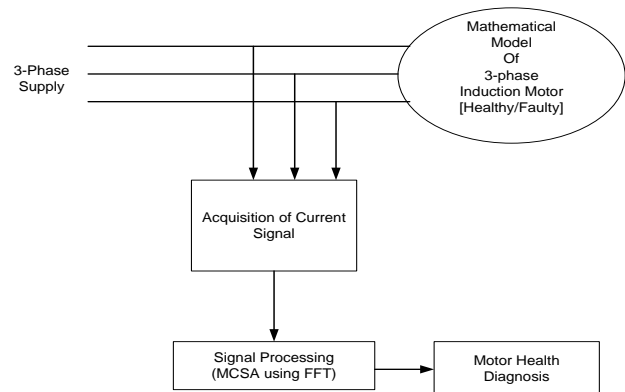 3-Phase
Supply
Mathematical
Model
Of
3-phase
Induction Motor
[Healthy/Faulty]
Acquisition of Current
Signal
Signal Processing
(MCSA using FFT)
Motor Health
Diagnosis